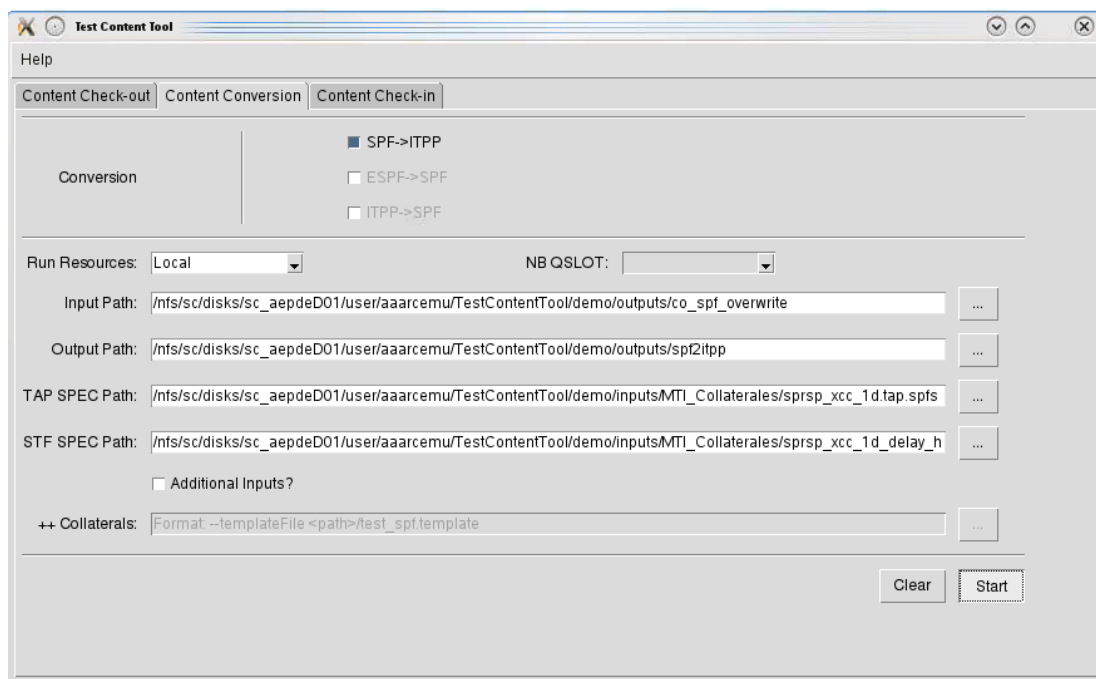 Test Content Tool
Help
Content Check-out Content Conversion Content Check-in
Conversion
SPF->ITPP
ESPF->SPF
ITPP->SPF
Run Resources: Local NB QSLOT:
Input Path: /nfs/sc/disks/sc_aepdeD01/user/aaarcemu/TestContentTool/demo/outputs/co_spf_overwrite ...
Output Path: /nfs/sc/disks/sc_aepdeD01/user/aaarcemu/TestContentTool/demo/outputs/spf2itpp ...
TAP SPEC Path: /nfs/sc/disks/sc_aepdeD01/user/aaarcemu/TestContentTool/demo/inputs/MTI_Collaterales/sprsp_xcc_1d.tap.spfs ...
STF SPEC Path: /nfs/sc/disks/sc_aepdeD01/user/aaarcemu/TestContentTool/demo/inputs/MTI_Collaterales/sprsp_xcc_1d_delay_h ...
Additional Inputs?
++ Collaterals: Format: --templateFile <path>/test_spf.template ...
Clear Start